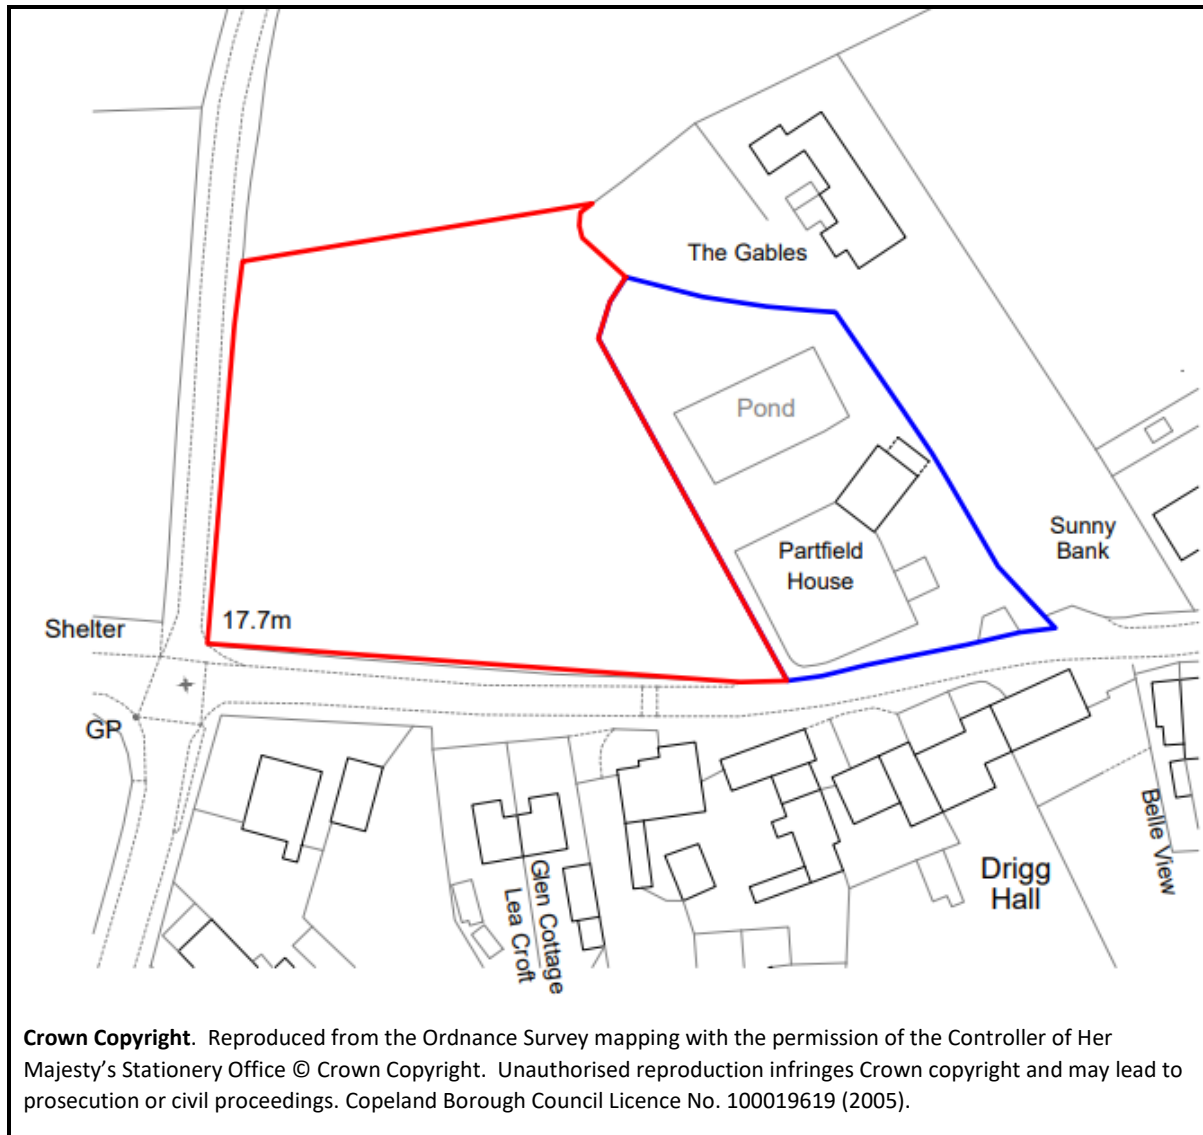 The Gables
Pond
Partfield
House
Sunny
Bank
17.7m
Shelter
GP
Glen Cottage
Lea Croft
Drigg
Hall
Belle View
Crown Copyright. Reproduced from the Ordnance Survey mapping with the permission of the Controller of Her
Majesty’s Stationery Office © Crown Copyright. Unauthorised reproduction infringes Crown copyright and may lead to
prosecution or civil proceedings. Copeland Borough Council Licence No. 100019619 (2005).